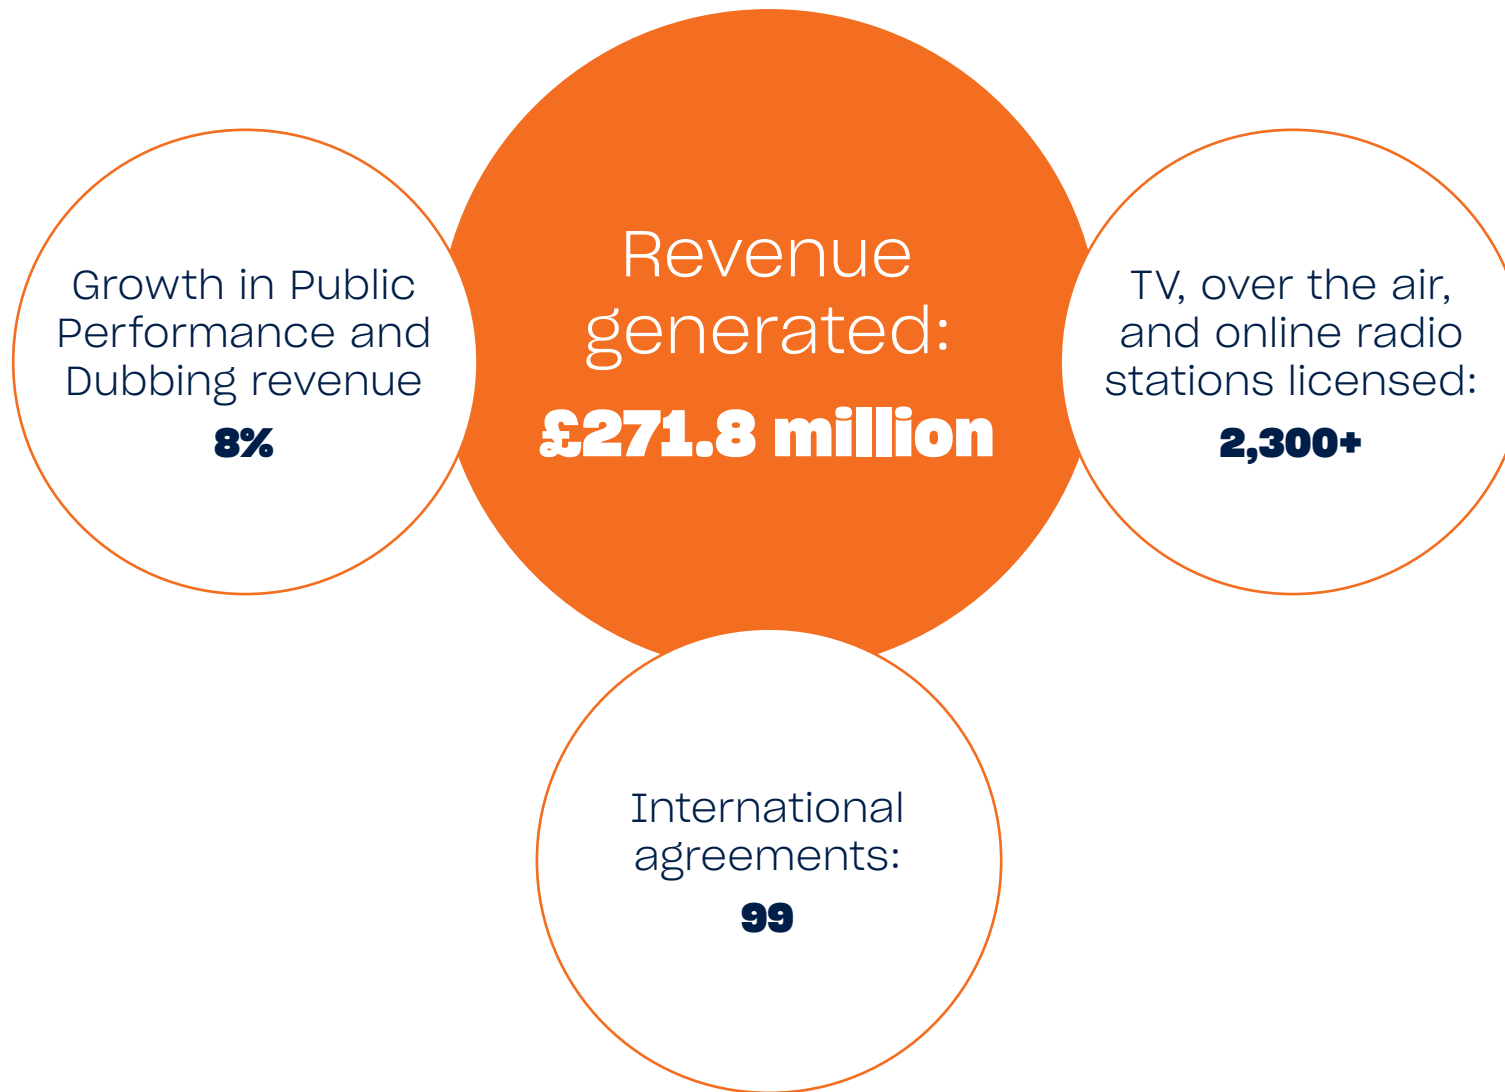 Growth in Public
Performance and
Dubbing revenue
8%
Revenue
generated:
£271.8 million
TV, over the air,
and online radio
stations licensed:
2,300+
International
agreements:
99